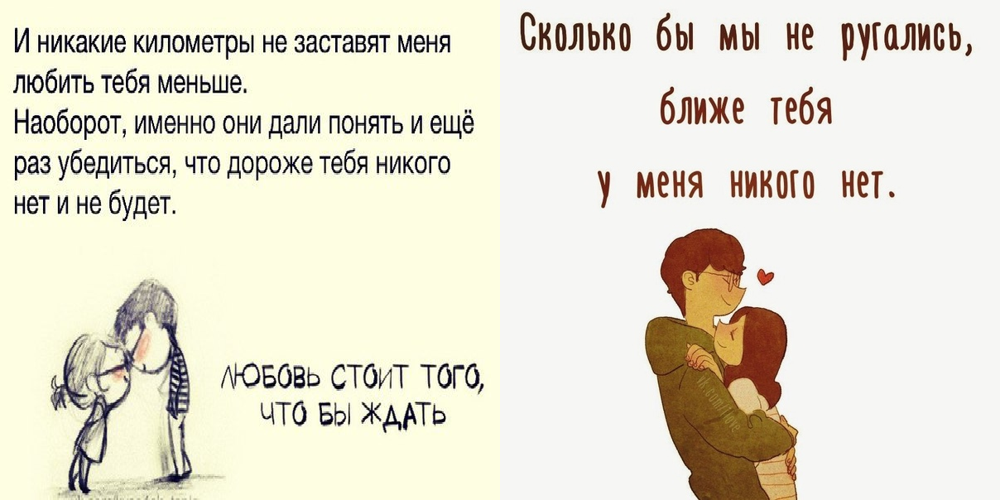 И никакие километры не заставят меня
любить тебя меньше.
Наоборот, именно они дали понять и ещё
раз убедиться, что дороже тебя никого
нет и не будет.
ЛЮБОВЬ СТОИТ ТОГО,
ЧТО БЫ ЖДАТЬ
Сколько бы мы не ругались,
ближе тебя
у меня никого нет.